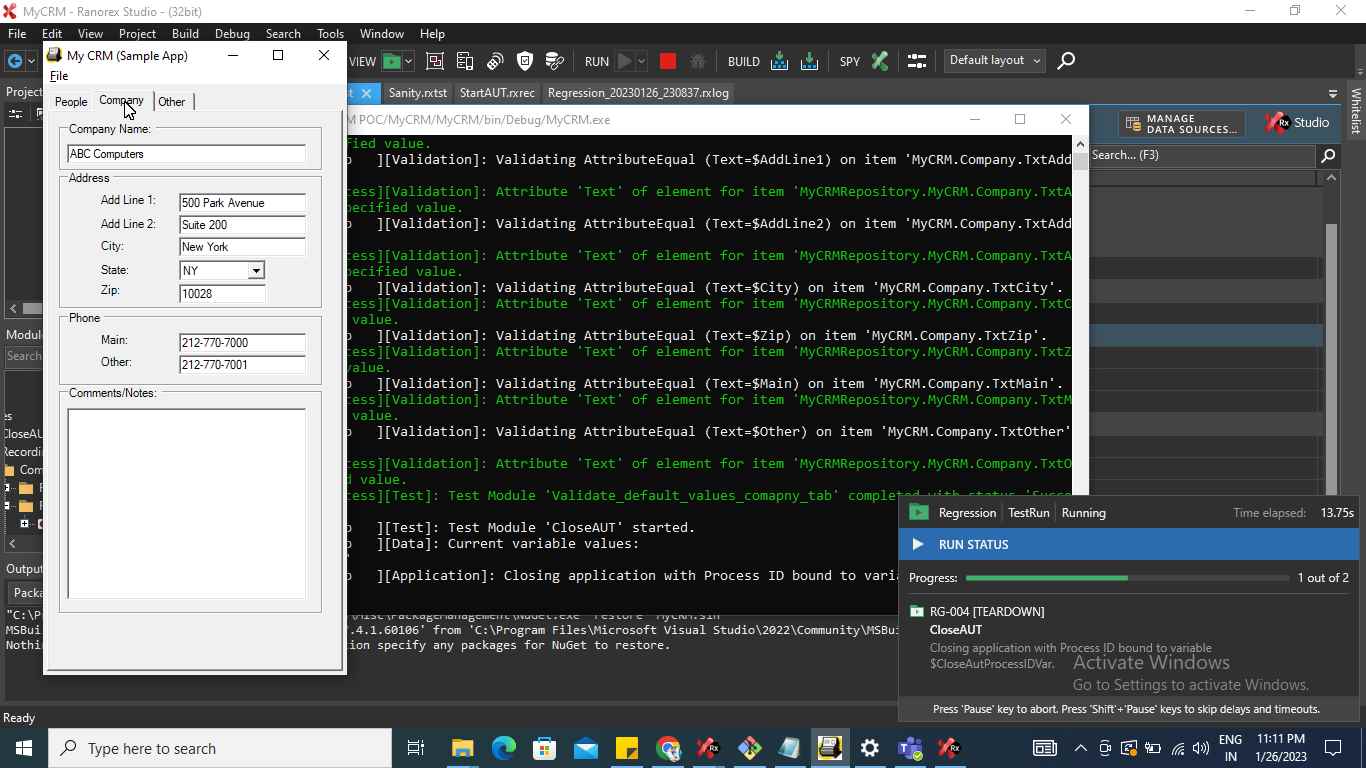 MyCRM - Ranorex Studio - (32bit)
File Edit View Project Build Debug Search Tools Window Help
VIEW RUN BUILD SPY Default layout
Sanity.rxtst StartAUT.rxrec Regression_20230126_230837.rxlog
Whitelist
My CRM (Sample App)
File
People Company Other
Company Name:
ABC Computers
Address
Add Line 1: 500 Park Avenue
Add Line 2: Suite 200
City: New York
State: NY
Zip: 10028
Phone
Main: 212-770-7000
Other: 212-770-7001
Comments/Notes:
Project
Search
Output
"C:\P
MSBui
Nothi
M POC/MyCRM/MyCRM/bin/Debug/MyCRM.exe
fied value.
][Validation]: Validating AttributeEqual (Text=$AddLine1) on item 'MyCRM.Company.TxtAdd
cess][Validation]: Attribute 'Text' of element for item 'MyCRMRepository.MyCRM.Company.TxtA
ecified value.
][Validation]: Validating AttributeEqual (Text=$AddLine2) on item 'MyCRM.Company.TxtAdd
cess][Validation]: Attribute 'Text' of element for item 'MyCRMRepository.MyCRM.Company.TxtA
ecified value.
][Validation]: Validating AttributeEqual (Text=$City) on item 'MyCRM.Company.TxtCity'.
cess][Validation]: Attribute 'Text' of element for item 'MyCRMRepository.MyCRM.Company.TxtC
value.
][Validation]: Validating AttributeEqual (Text=$Zip) on item 'MyCRM.Company.TxtZip'.
cess][Validation]: Attribute 'Text' of element for item 'MyCRMRepository.MyCRM.Company.TxtZ
value.
][Validation]: Validating AttributeEqual (Text=$Main) on item 'MyCRM.Company.TxtMain'.
cess][Validation]: Attribute 'Text' of element for item 'MyCRMRepository.MyCRM.Company.TxtM
value.
][Validation]: Validating AttributeEqual (Text=$Other) on item 'MyCRM.Company.TxtOther'
cess][Validation]: Attribute 'Text' of element for item 'MyCRMRepository.MyCRM.Company.TxtO
d value.
cess][Test]: Test Module 'Validate_default_values_comapny_tab' completed with status 'Succe
][Test]: Test Module 'CloseAUT' started.
][Data]: Current variable values:
][Application]: Closing application with Process ID bound to vari
.4.1.60106' from 'C:\Program Files\Microsoft Visual Studio\2022\Community\MSBui
ion specify any packages for NuGet to restore.
MANAGE
DATA SOURCES...
Studio
Search... (F3)
Regression TestRun Running Time elapsed: 13.75s
RUN STATUS
Progress: 1 out of 2
RG-004 [TEARDOWN]
CloseAUT
Closing application with Process ID bound to variable
$CloseAutProcessIDVar.
Activate Windows
Go to Settings to activate Windows.
Press 'Pause' key to abort. Press 'Shift'+'Pause' keys to skip delays and timeouts.
Ready
Type here to search
ENG
IN
11:11 PM
1/26/2023